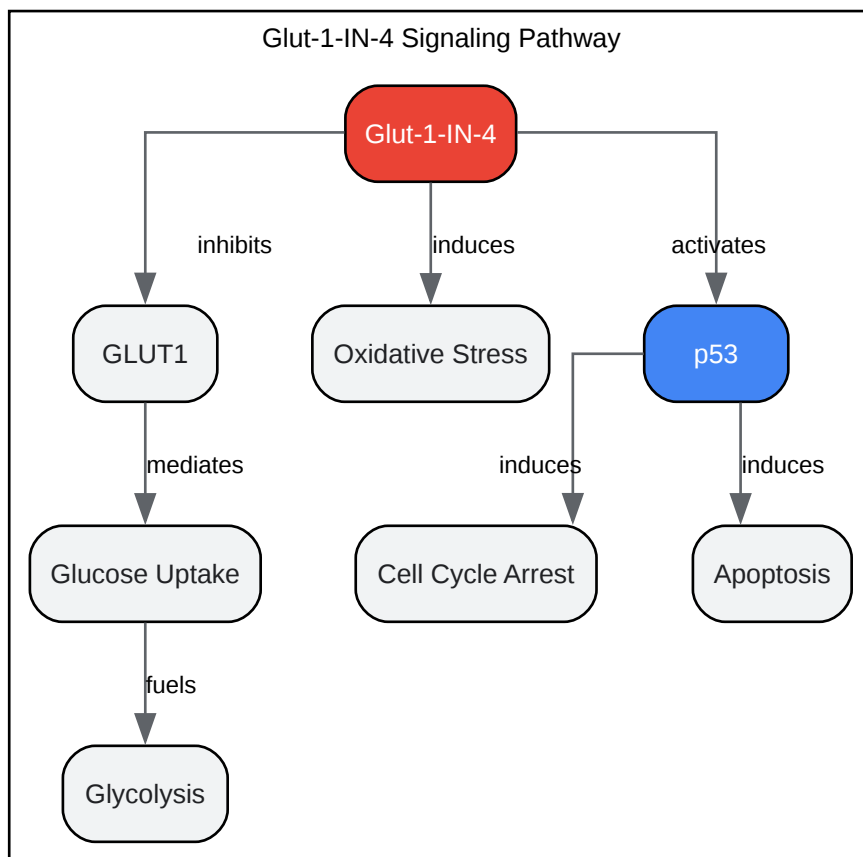 Glut-1-IN-4 Signaling Pathway
Glut-1-IN-4
inhibits
induces
activates
GLUT1
Oxidative Stress
p53
mediates
induces
induces
Glucose Uptake
Cell Cycle Arrest
Apoptosis
fuels
Glycolysis